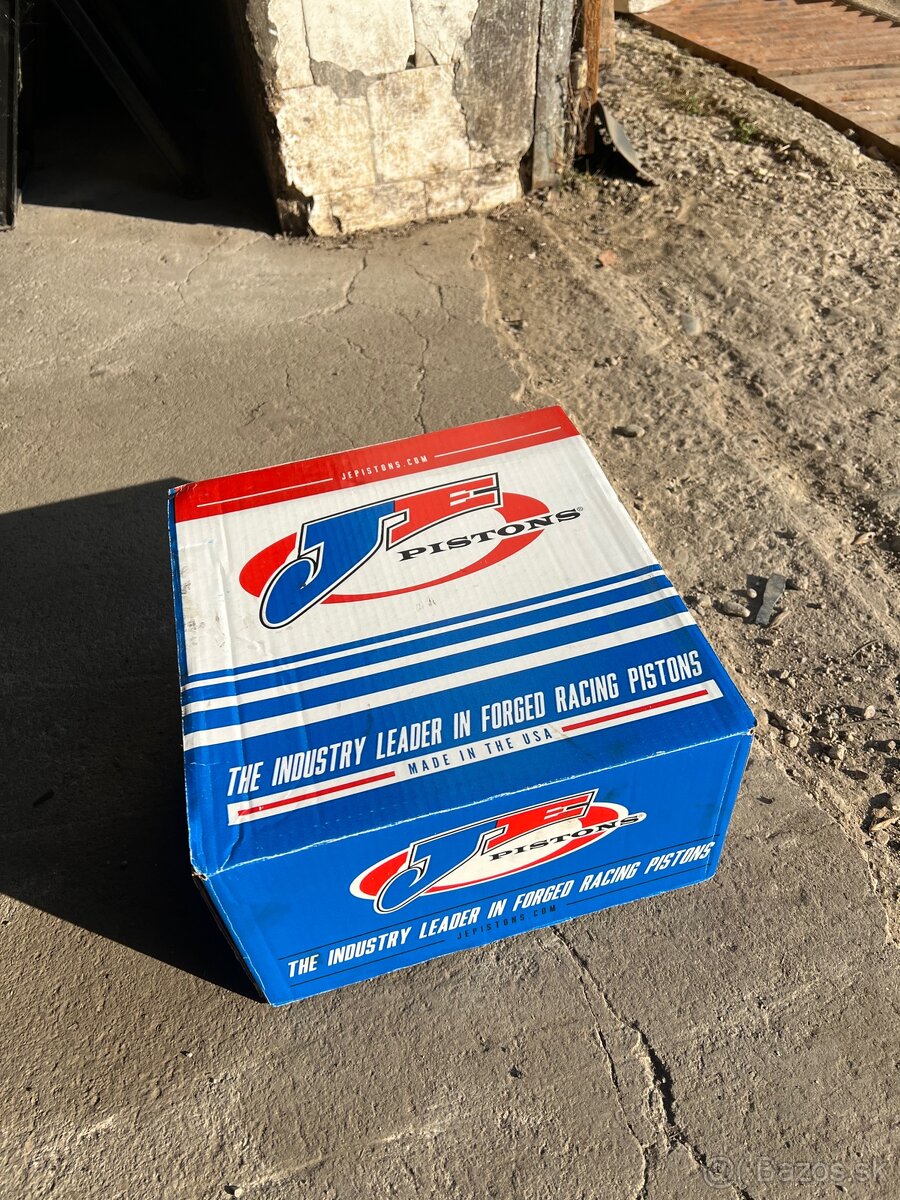 JEPISTONS.COM
JE
PISTONS®
THE INDUSTRY LEADER IN FORGED RACING PISTONS
MADE IN THE USA
JE
PISTONS®
THE INDUSTRY LEADER IN FORGED RACING PISTONS
JEPISTONS.COM
Bazos.sk